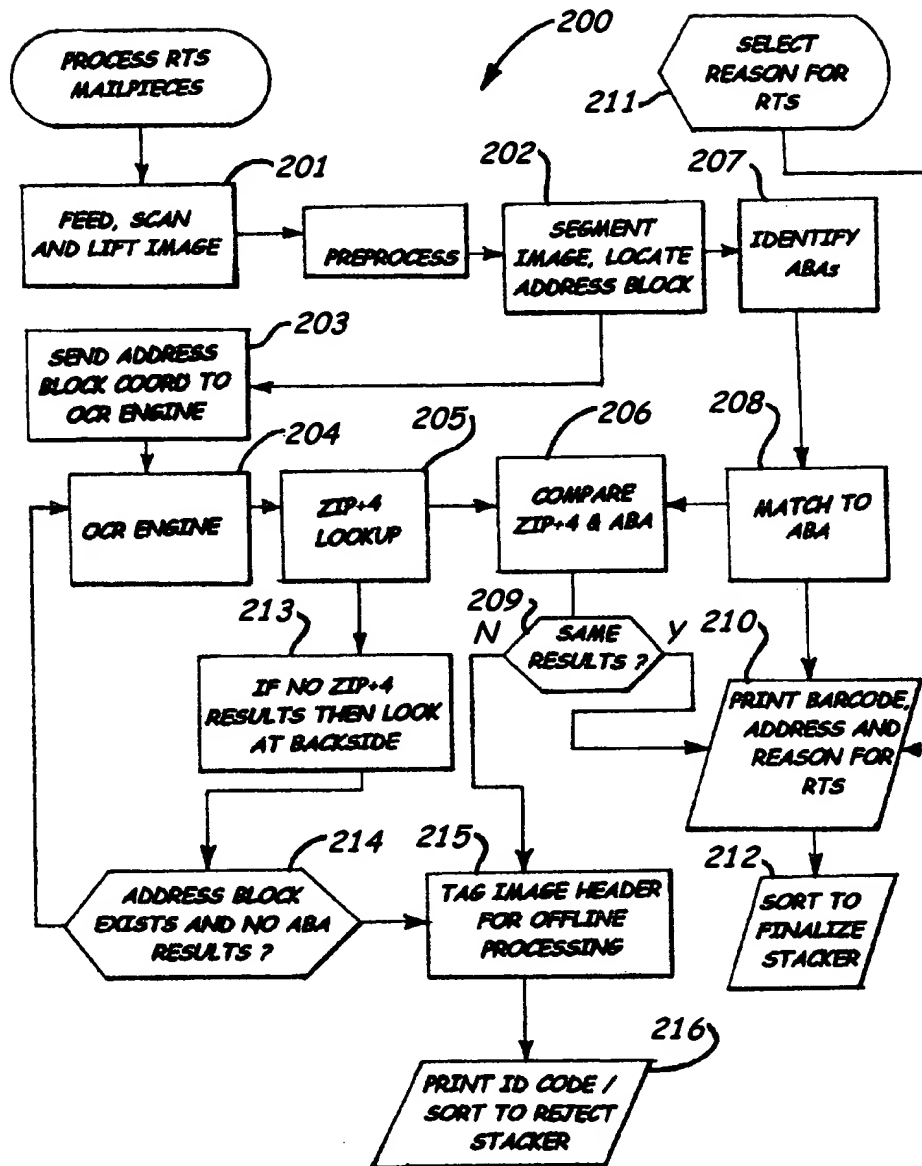 200
PROCESS RTS
MAILPIECES
SELECT
REASON FOR
RTS
211
201
202
207
FEED, SCAN
AND LIFT IMAGE
PREPROCESS
SEGMENT
IMAGE, LOCATE
ADDRESS BLOCK
IDENTIFY
ABAs
203
SEND ADDRESS
BLOCK COORD TO
OCR ENGINE
204
205
206
208
OCR ENGINE
ZIP+4
LOOKUP
COMPARE
ZIP+4 & ABA
MATCH TO
ABA
213
209
N
SAME
RESULTS ?
Y
210
IF NO ZIP+4
RESULTS THEN LOOK
AT BACKSIDE
PRINT BARCODE,
ADDRESS AND
REASON FOR
RTS
214
215
212
ADDRESS BLOCK
EXISTS AND NO ABA
RESULTS ?
TAG IMAGE HEADER
FOR OFFLINE
PROCESSING
SORT TO
FINALIZE
STACKER
216
PRINT ID CODE /
SORT TO REJECT
STACKER